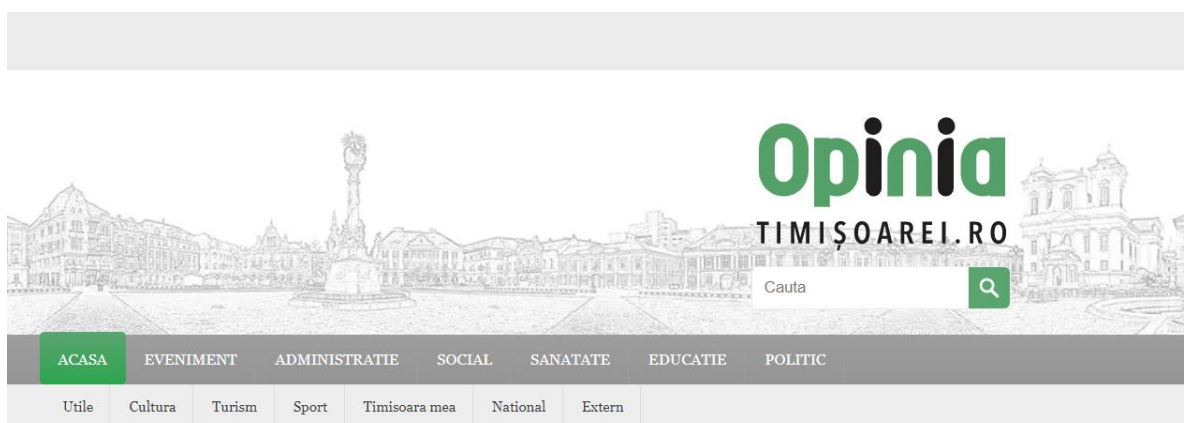 Opinia
TIMIȘOAREI.RO
Cauta
ACASA EVENIMENT ADMINISTRATIE SOCIAL SANATATE EDUCATIE POLITIC
Utile Cultura Turism Sport Timisoara mea National Extern